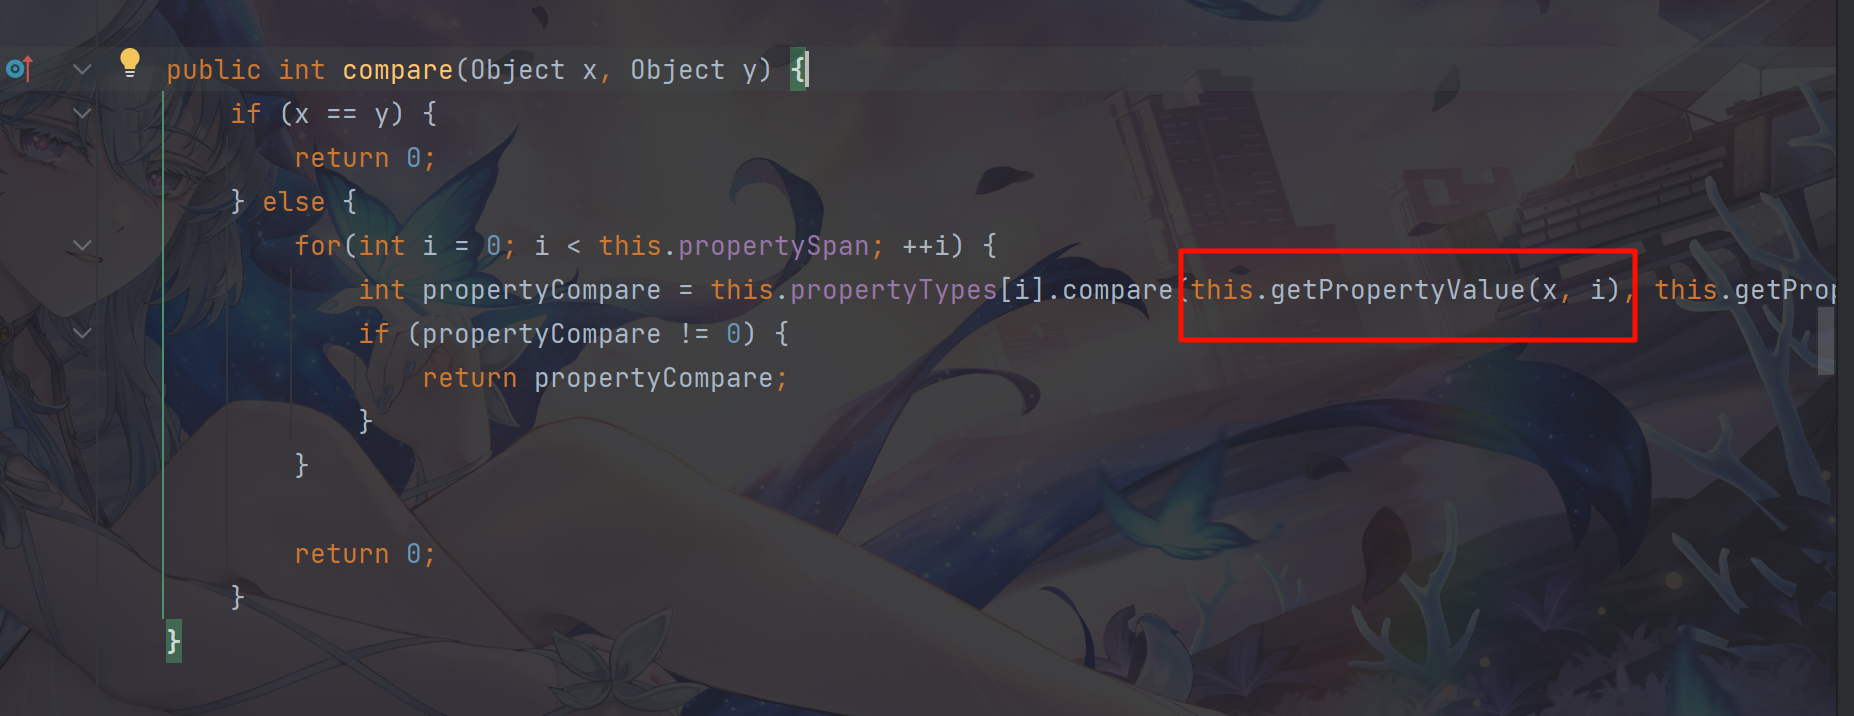 public int compare(Object x, Object y) {
if (x == y) {
return 0;
} else {
for(int i = 0; i < this.propertySpan; ++i) {
int propertyCompare = this.propertyTypes[i].compare(this.getPropertyValue(x, i), this.getProp
if (propertyCompare != 0) {
return propertyCompare;
}
}
return 0;
}
}